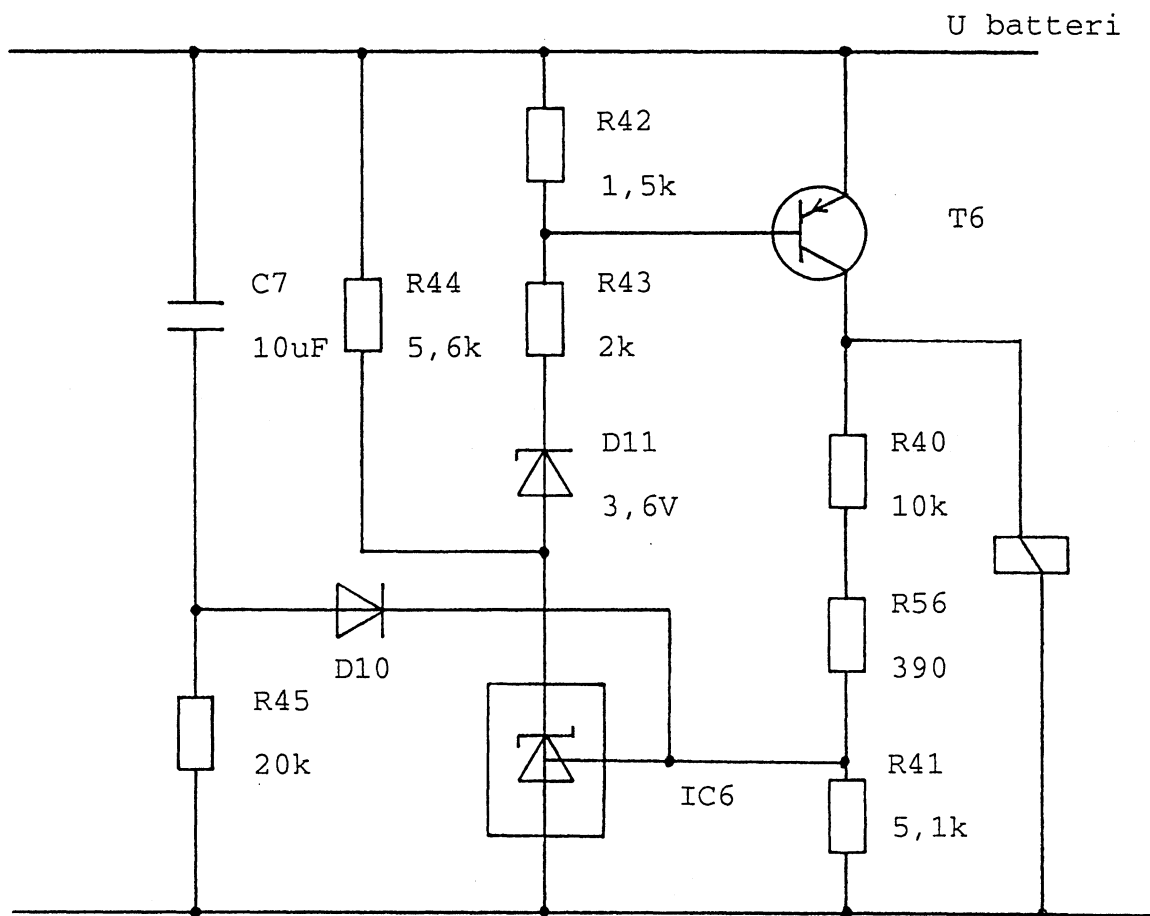 U batteri
R42
1,5k
T6
C7
10uF
R44
5,6k
R43
2k
D11
3,6V
R40
10k
R56
390
D10
R45
20k
IC6
R41
5,1k